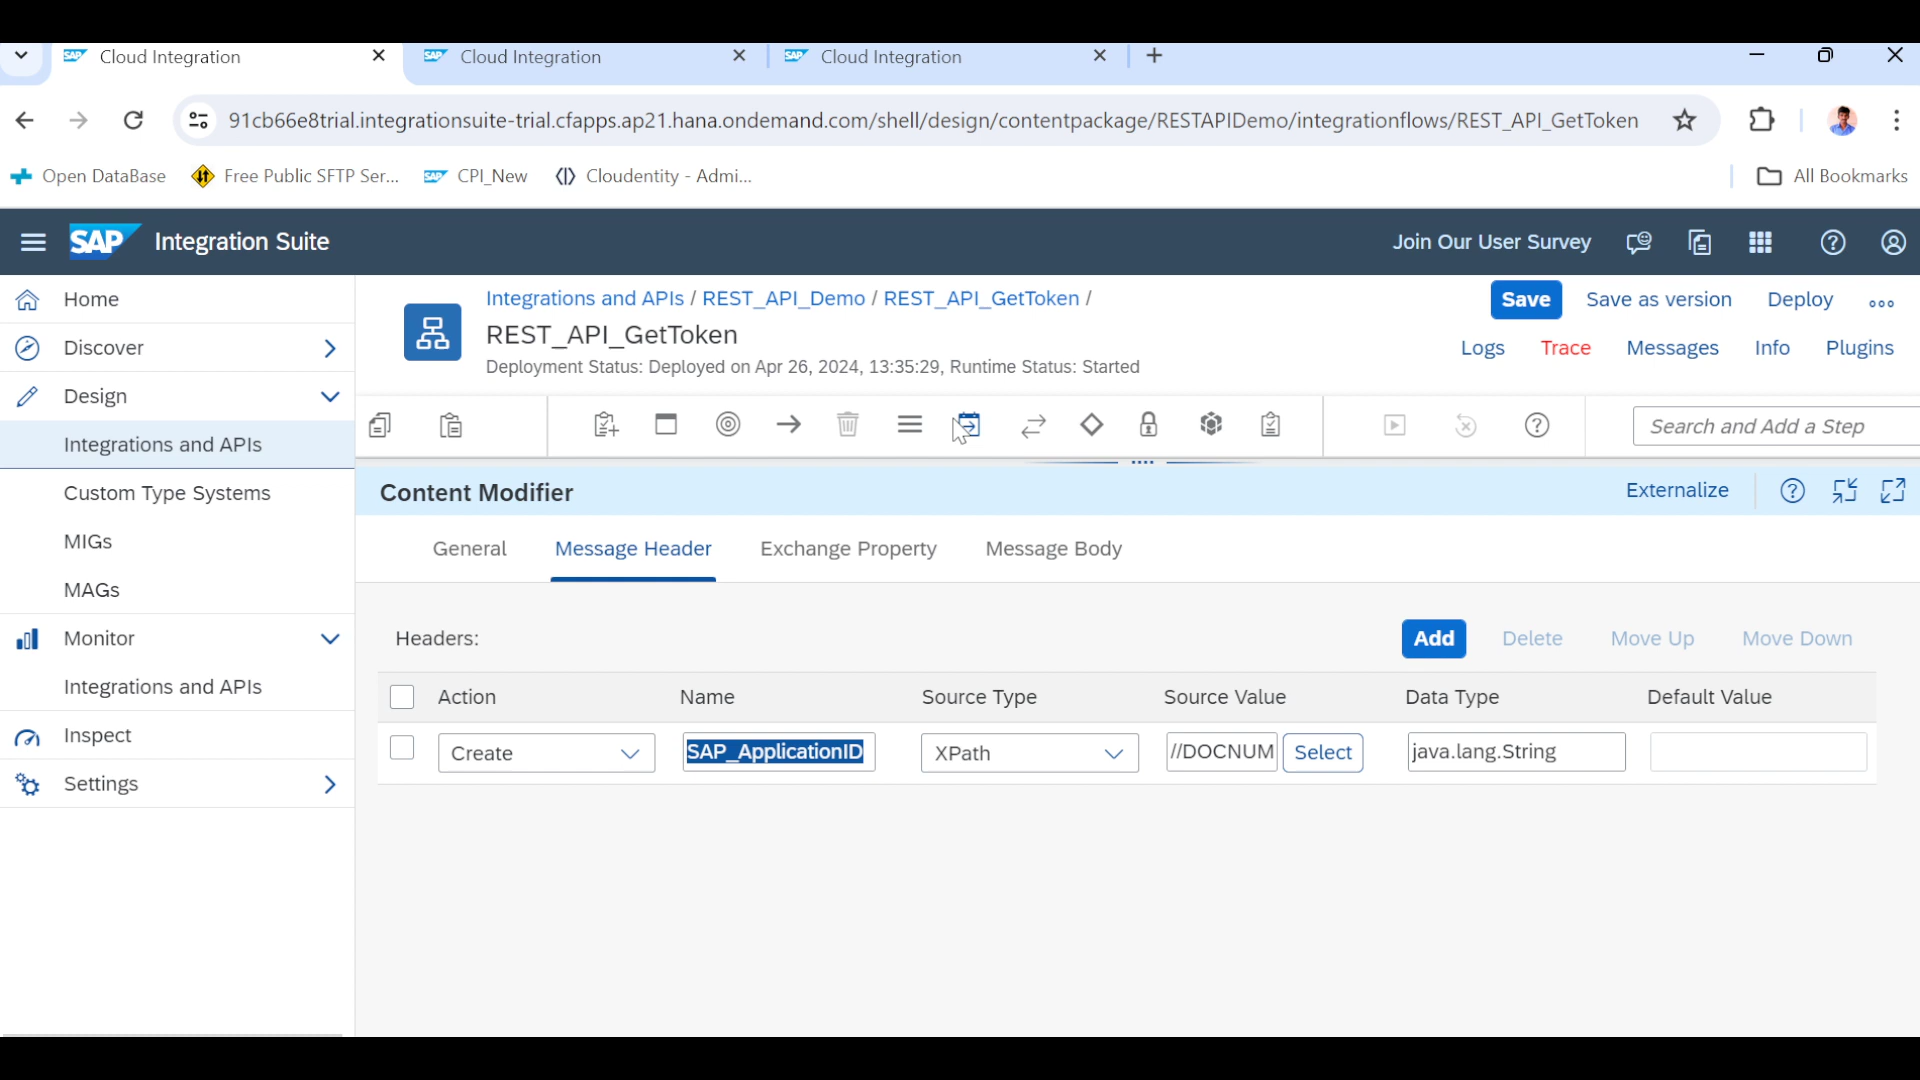 Cloud Integration
Cloud Integration
Cloud Integration
91cb66e8trial.integrationsuite-trial.cfapps.ap21.hana.ondemand.com/shell/design/contentpackage/RESTAPIDemo/integrationflows/REST_API_GetToken
Open DataBase
Free Public SFTP Ser...
CPI_New
Cloudentity - Admi...
All Bookmarks
SAP Integration Suite
Join Our User Survey
Home
Discover
Design
Integrations and APIs
Custom Type Systems
MIGs
MAGs
Monitor
Integrations and APIs
Inspect
Settings
Integrations and APIs / REST_API_Demo / REST_API_GetToken /
REST_API_GetToken
Deployment Status: Deployed on Apr 26, 2024, 13:35:29, Runtime Status: Started
Save Save as version Deploy
Logs Trace Messages Info Plugins
Search and Add a Step
Content Modifier
Externalize
General Message Header Exchange Property Message Body
Headers:
Add Delete Move Up Move Down
Action Name Source Type Source Value Data Type Default Value
Create SAP_ApplicationID XPath //DOCNUM Select java.lang.String